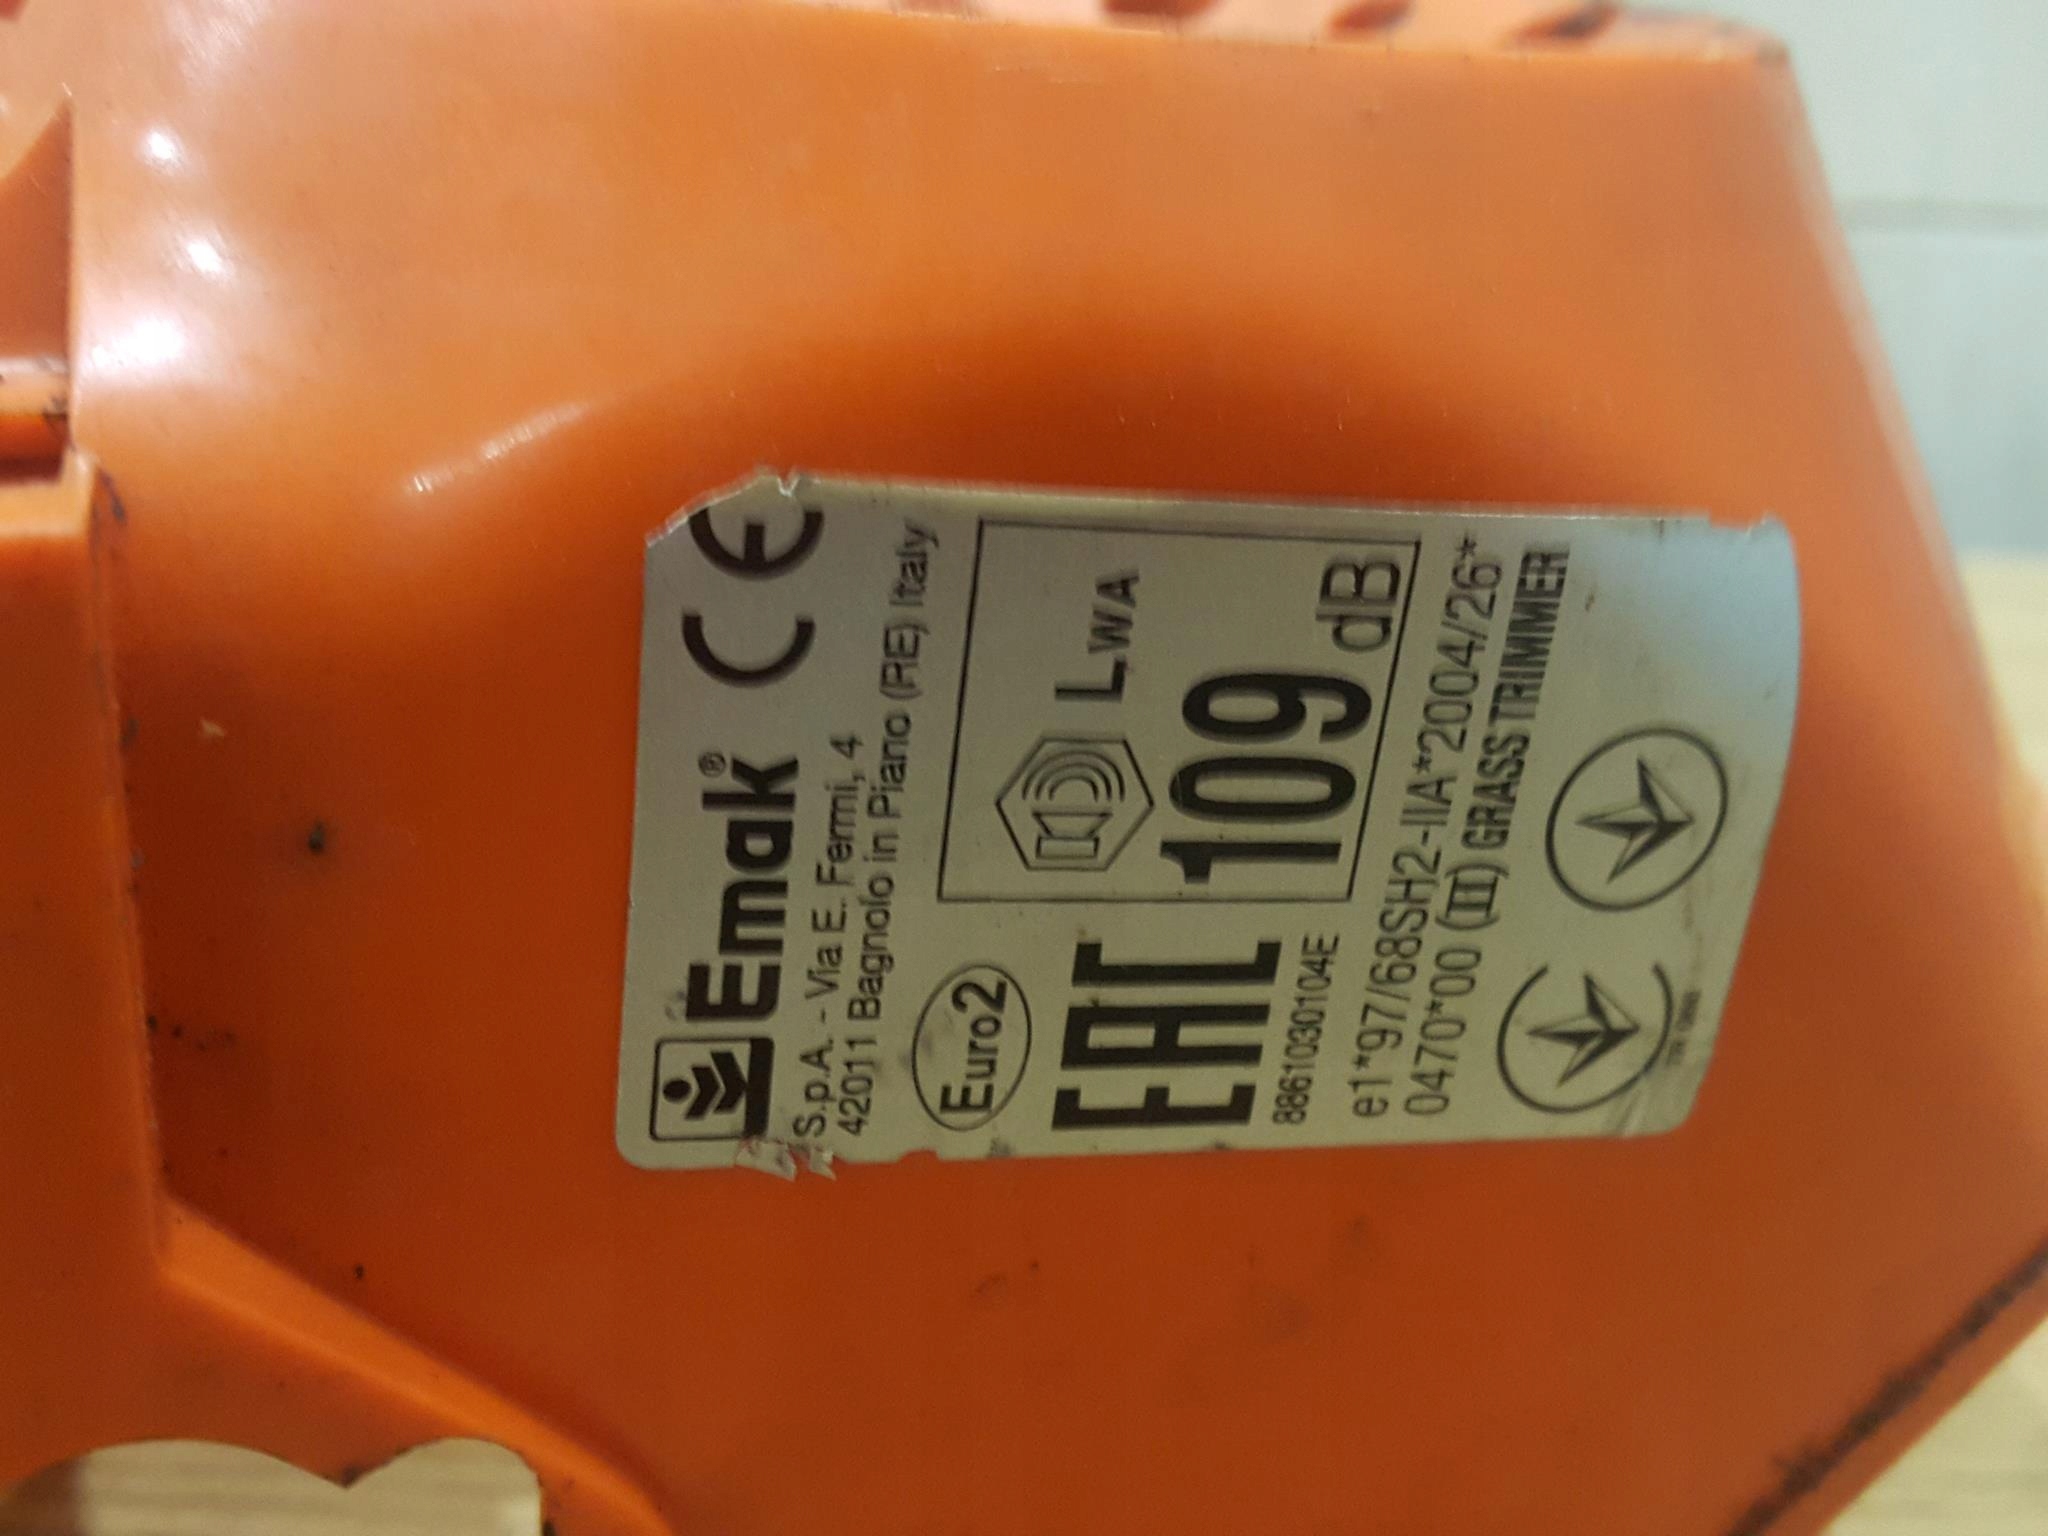 Emak® CE
S.p.A. - Via E. Fermi, 4
42011 Bagnolo in Piano (RE) Italy
Euro2
LWA
109 dB
EAC
8861030104E
e1*97/68SH2-IIA*2004/26*
0470*00 (III) GRASS TRIMMER